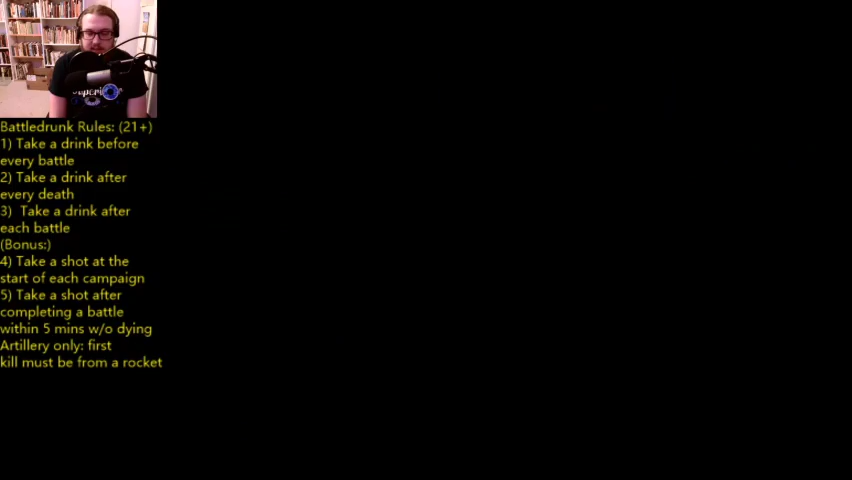 Battledrunk Rules: (21+)
1) Take a drink before
every battle
2) Take a drink after
every death
3)  Take a drink after
each battle
(Bonus:)
4) Take a shot at the
start of each campaign
5) Take a shot after
completing a battle
within 5 mins w/o dying
Artillery only: first
kill must be from a rocket